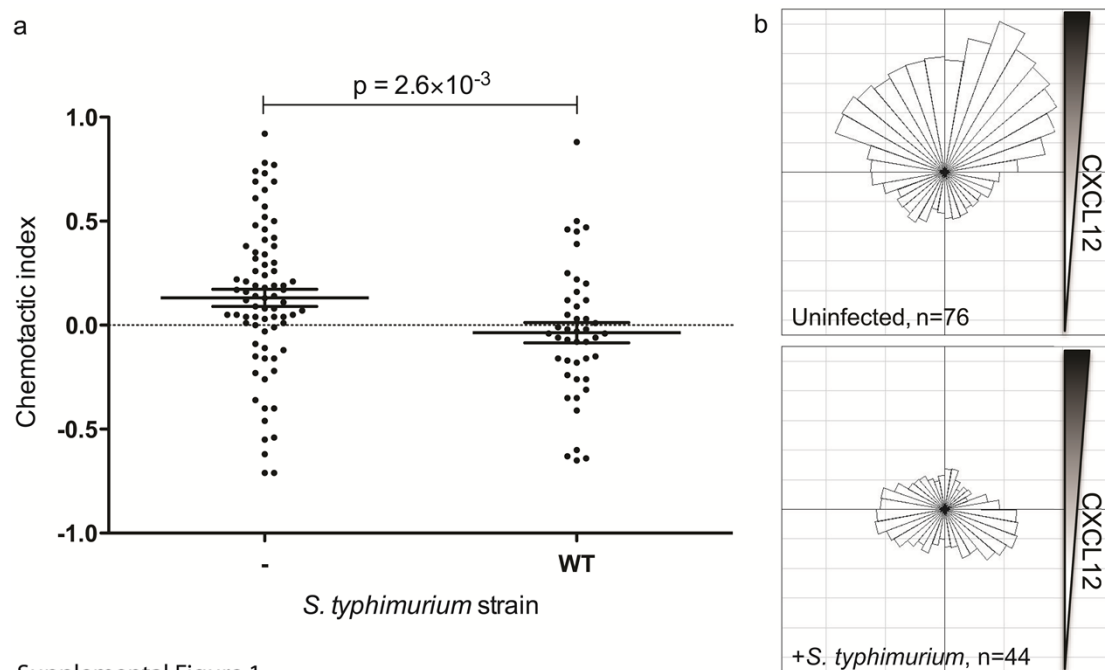 a
p = 2.6×10⁻³
1.0
0.5
0.0
-0.5
-1.0
Chemotactic index
-
WT
S. typhimurium strain
Supplemental Figure 1
b
CXCL12
Uninfected, n=76
CXCL12
+S. typhimurium, n=44